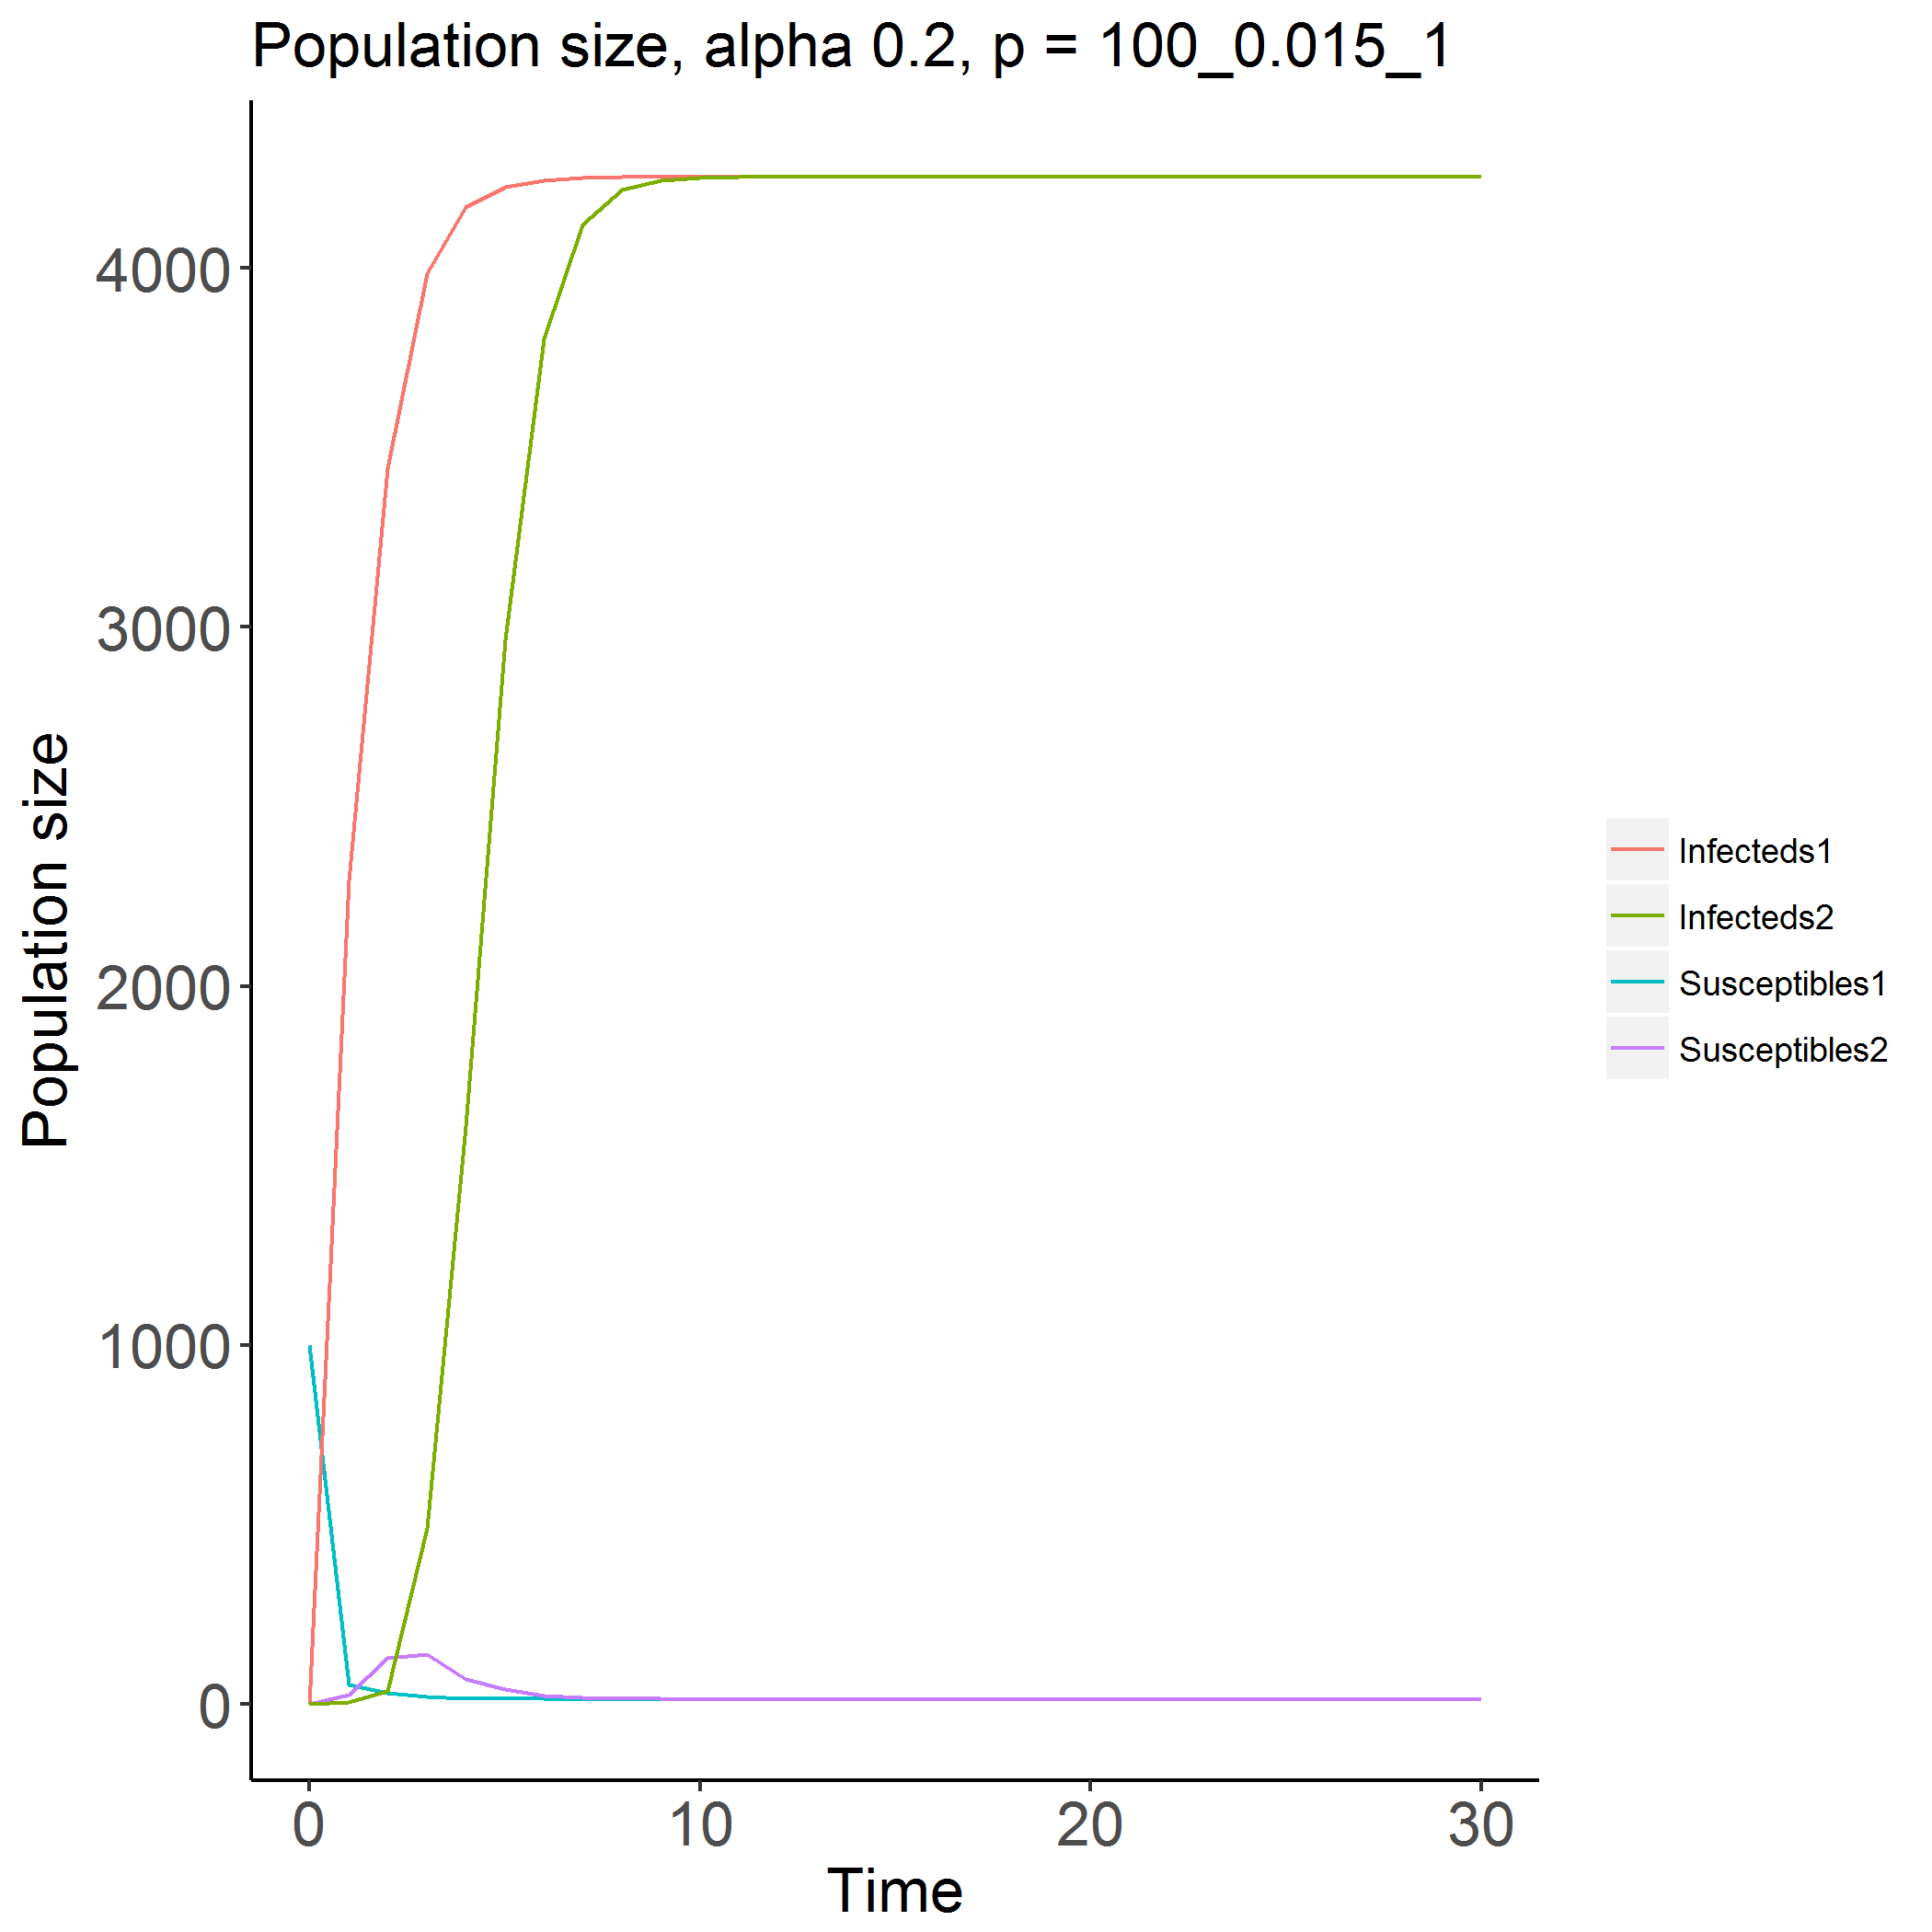 Population size, alpha 0.2, p = 100_0.015_1
4000
3000
2000
1000
0
Population size
0 10 20 30
Time
Infecteds1
Infecteds2
Susceptibles1
Susceptibles2